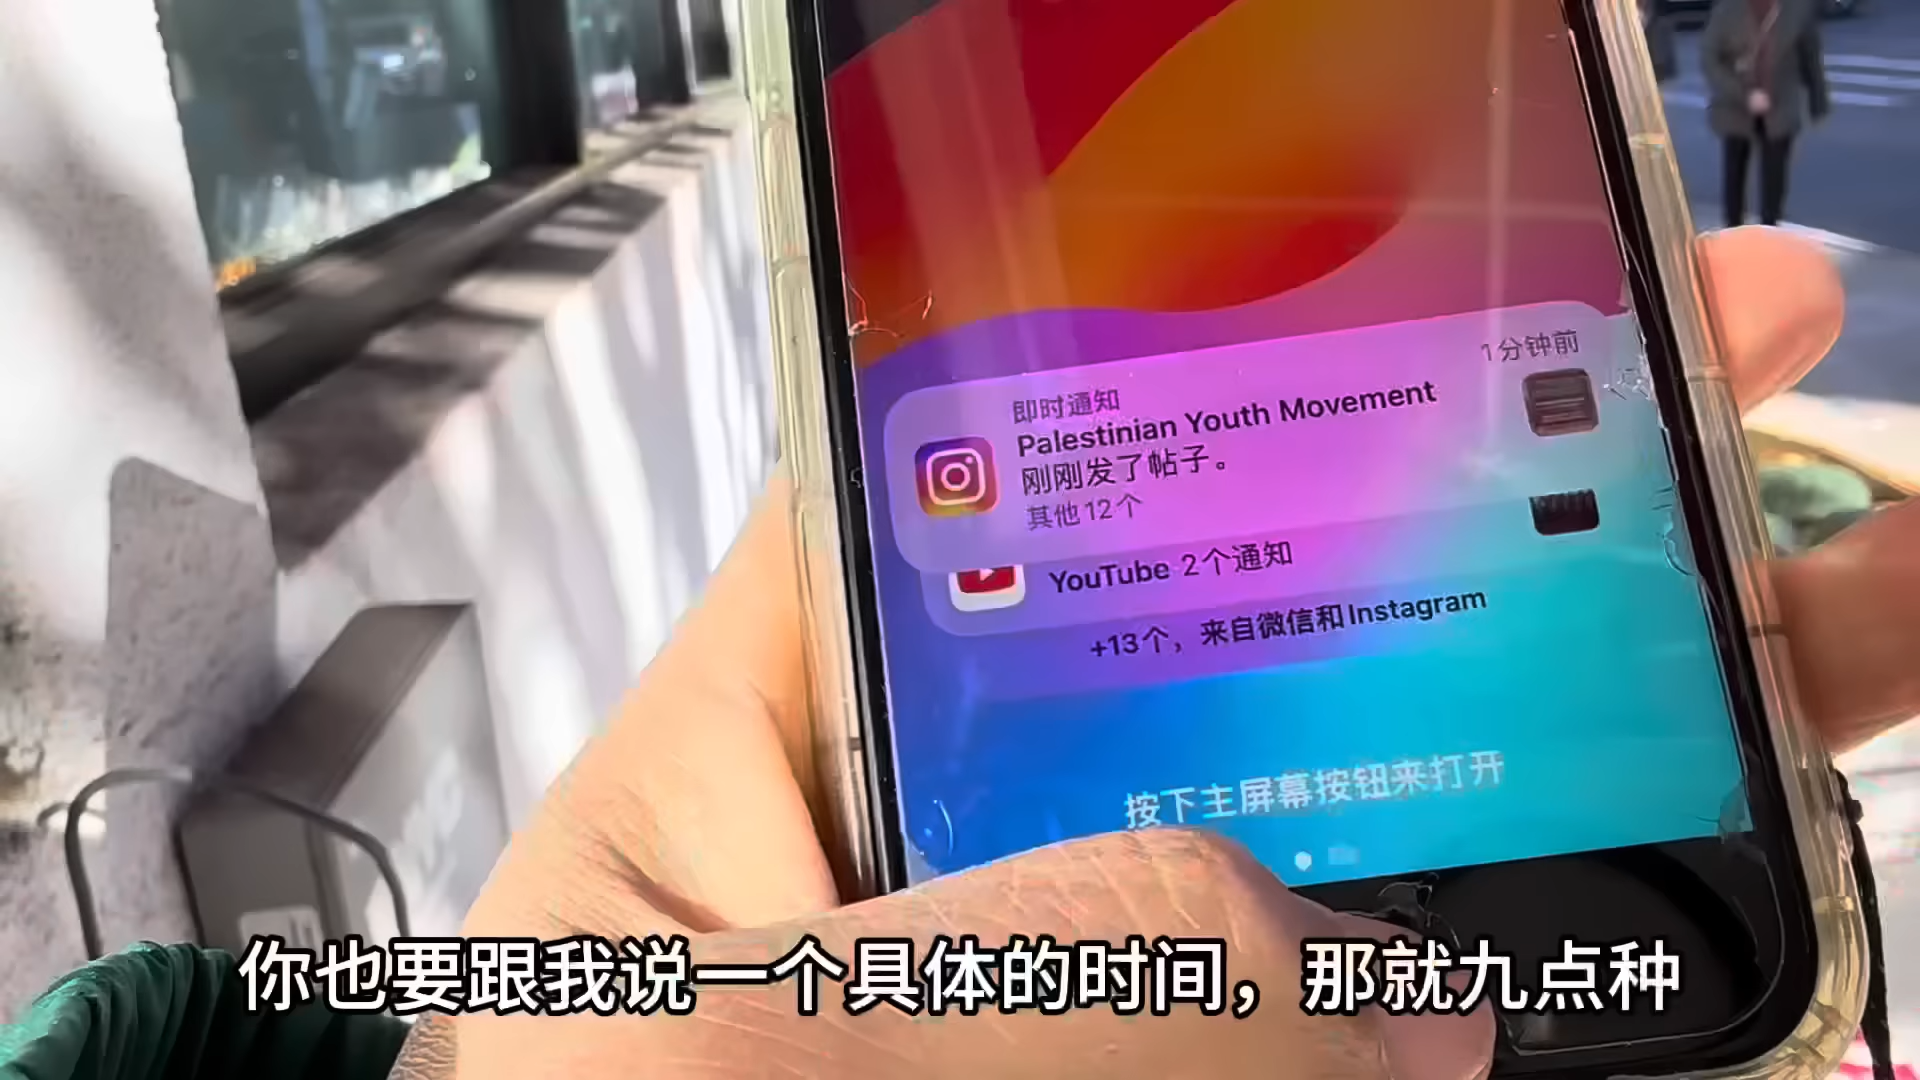 1分钟前
即时通知
Palestinian Youth Movement
刚刚发了帖子。
其他12个
YouTube 2个通知
+13个，来自微信和Instagram
按下主屏幕按钮来打开
你也要跟我说一个具体的时间，那就九点种